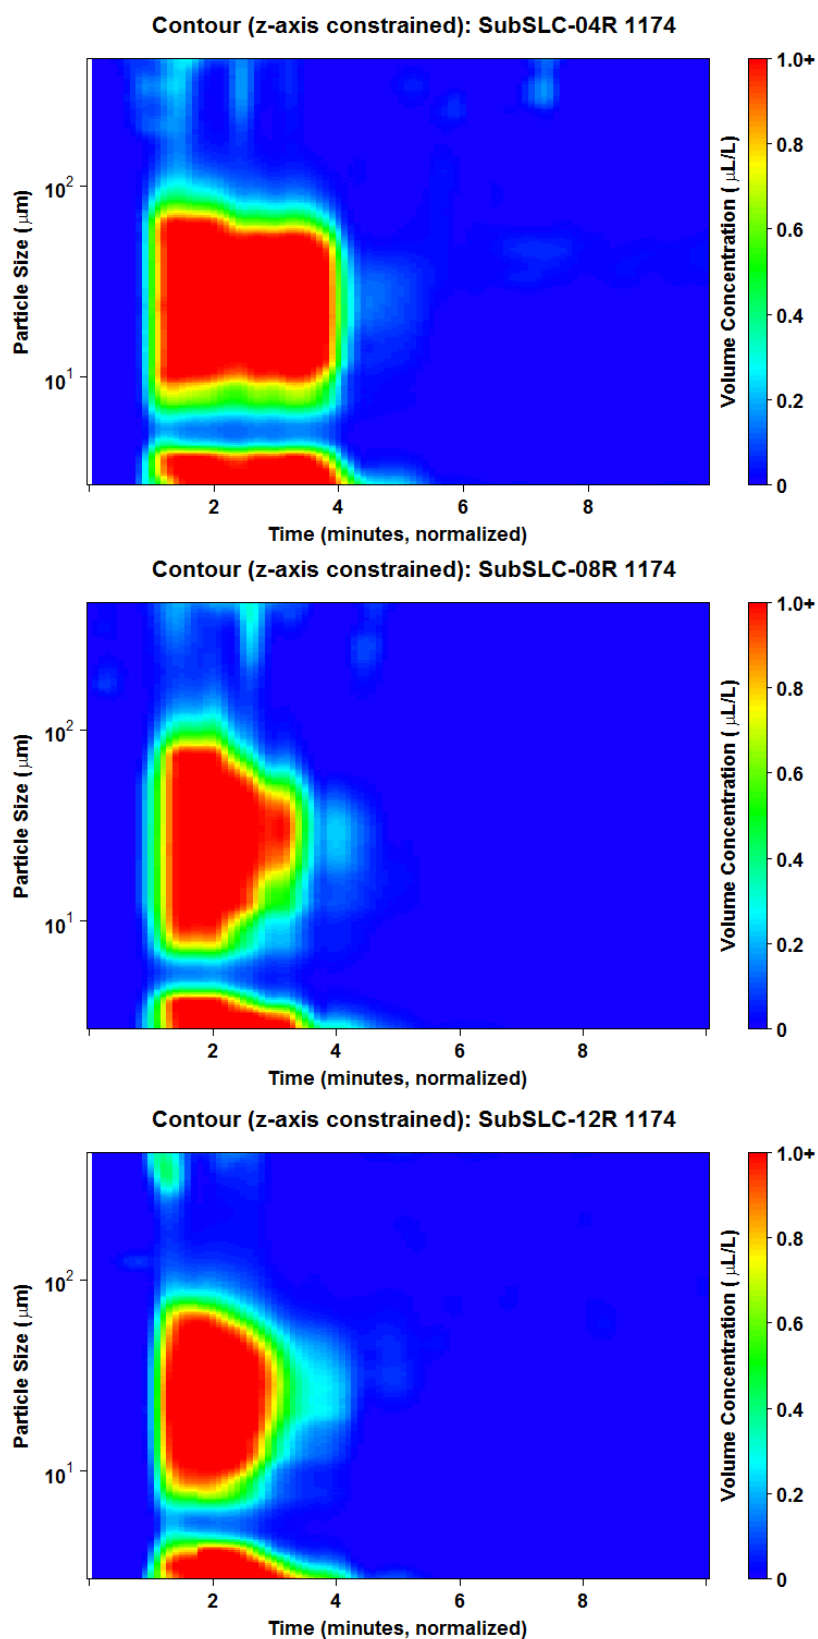 Contour (z-axis constrained): SubSLC-04R 1174
1.0+
0.8
0.6
0.4
0.2
0
Volume Concentration ( μL/L)
Particle Size ( μm)
10²
10¹
2 4 6 8
Time (minutes, normalized)
Contour (z-axis constrained): SubSLC-08R 1174
1.0+
0.8
0.6
0.4
0.2
0
Volume Concentration ( μL/L)
Particle Size ( μm)
10²
10¹
2 4 6 8
Time (minutes, normalized)
Contour (z-axis constrained): SubSLC-12R 1174
1.0+
0.8
0.6
0.4
0.2
0
Volume Concentration ( μL/L)
Particle Size ( μm)
10²
10¹
2 4 6 8
Time (minutes, normalized)